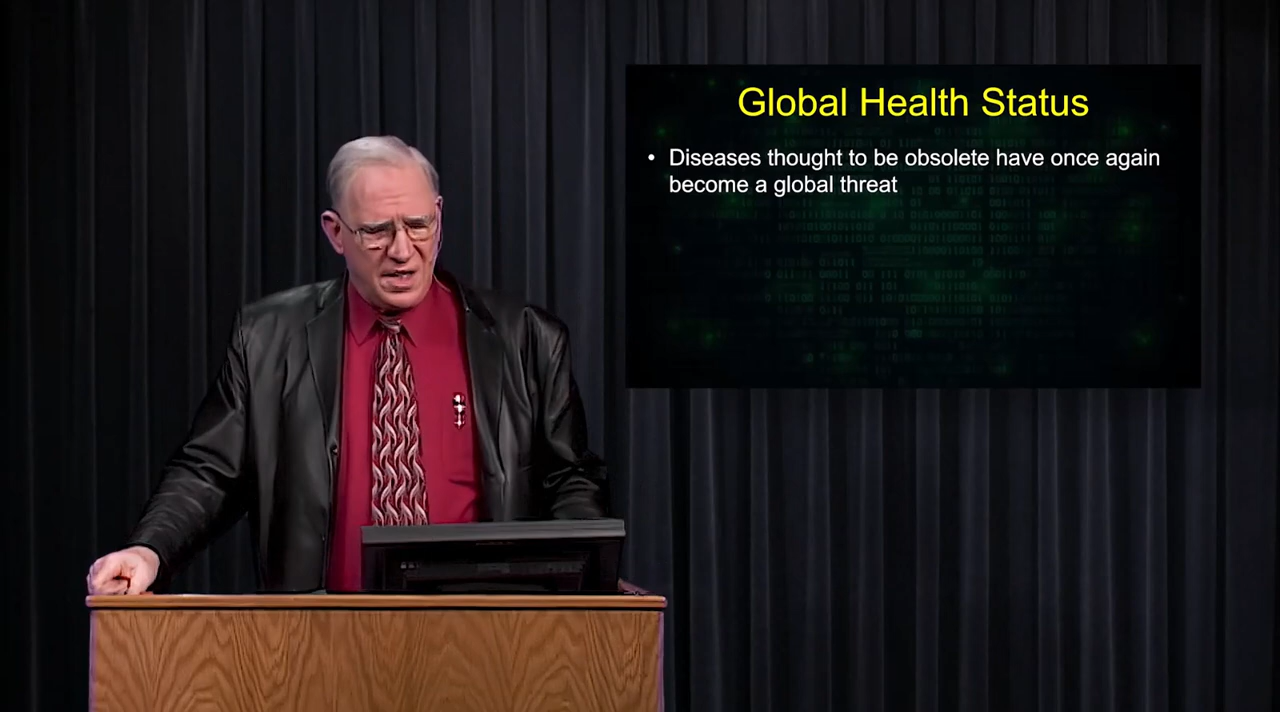 Global Health Status
• Diseases thought to be obsolete have once again
become a global threat